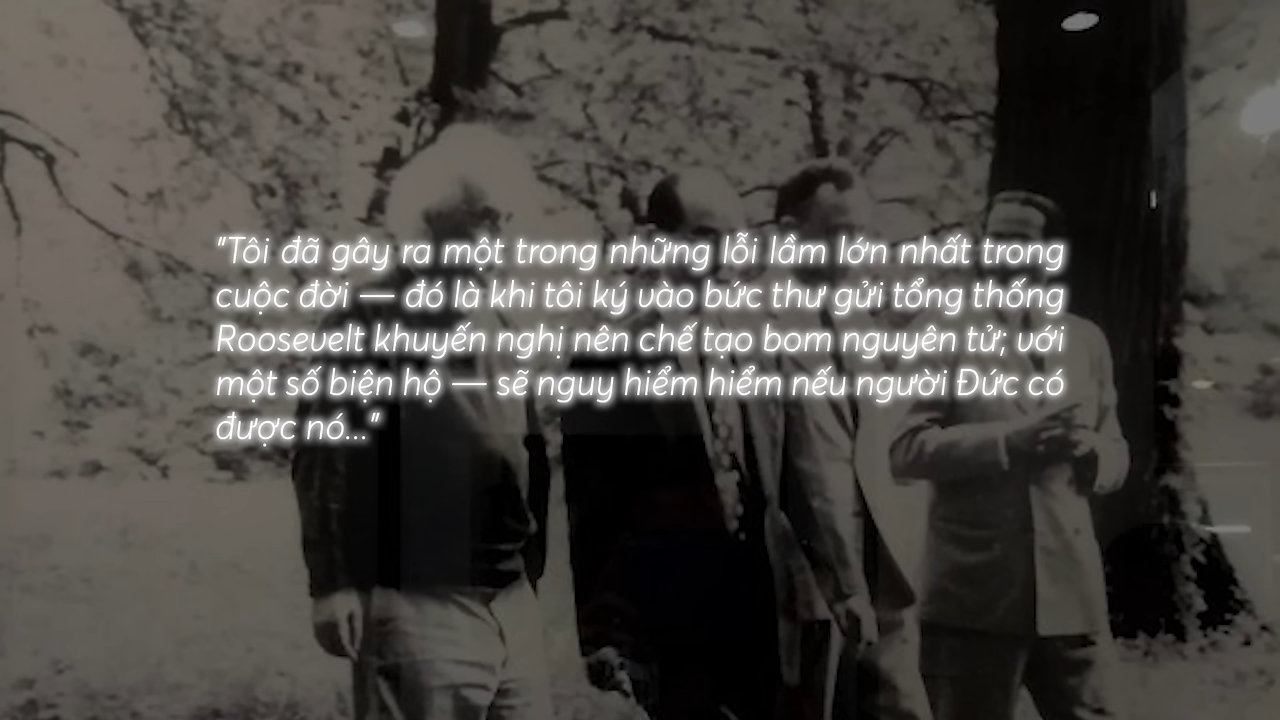 "Tôi đã gây ra một trong những lỗi lầm lớn nhất trong
cuộc đời — đó là khi tôi ký vào bức thư gửi tổng thống
Roosevelt khuyến nghị nên chế tạo bom nguyên tử; với
một số biện hộ — sẽ nguy hiểm hiểm nếu người Đức có
được nó..."